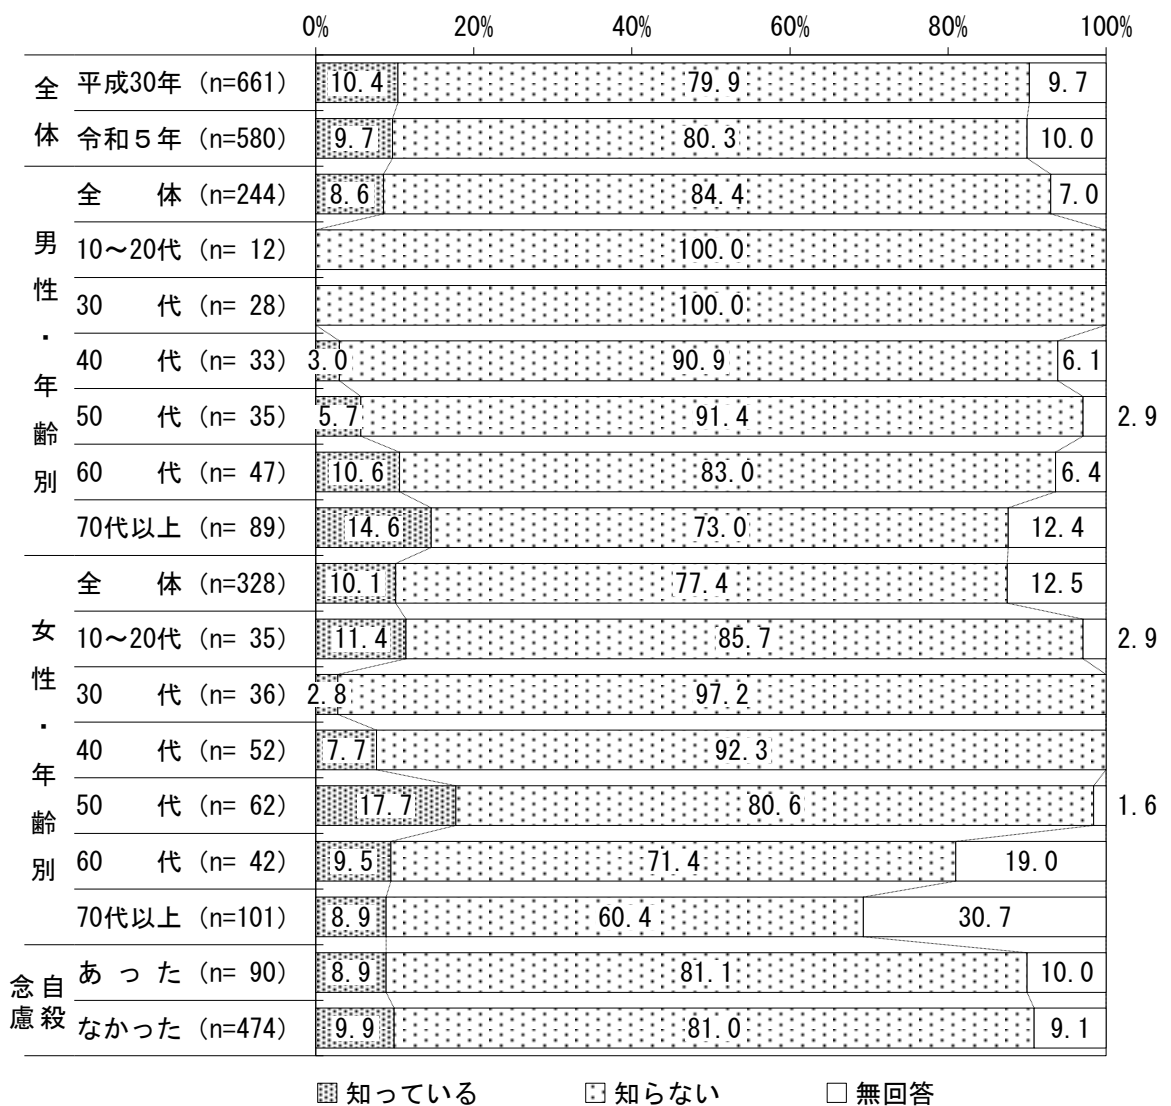 0% 20% 40% 60% 80% 100%
全体
平成30年 (n=661) 10.4 79.9 9.7
令和5年 (n=580) 9.7 80.3 10.0
男性・年齢別
全 体 (n=244) 8.6 84.4 7.0
10〜20代 (n= 12) 100.0
30 代 (n= 28) 100.0
40 代 (n= 33) 3.0 90.9 6.1
50 代 (n= 35) 5.7 91.4 2.9
60 代 (n= 47) 10.6 83.0 6.4
70代以上 (n= 89) 14.6 73.0 12.4
女性・年齢別
全 体 (n=328) 10.1 77.4 12.5
10〜20代 (n= 35) 11.4 85.7 2.9
30 代 (n= 36) 2.8 97.2
40 代 (n= 52) 7.7 92.3
50 代 (n= 62) 17.7 80.6 1.6
60 代 (n= 42) 9.5 71.4 19.0
70代以上 (n=101) 8.9 60.4 30.7
自殺念慮
あった (n= 90) 8.9 81.1 10.0
なかった (n=474) 9.9 81.0 9.1
知っている 知らない 無回答